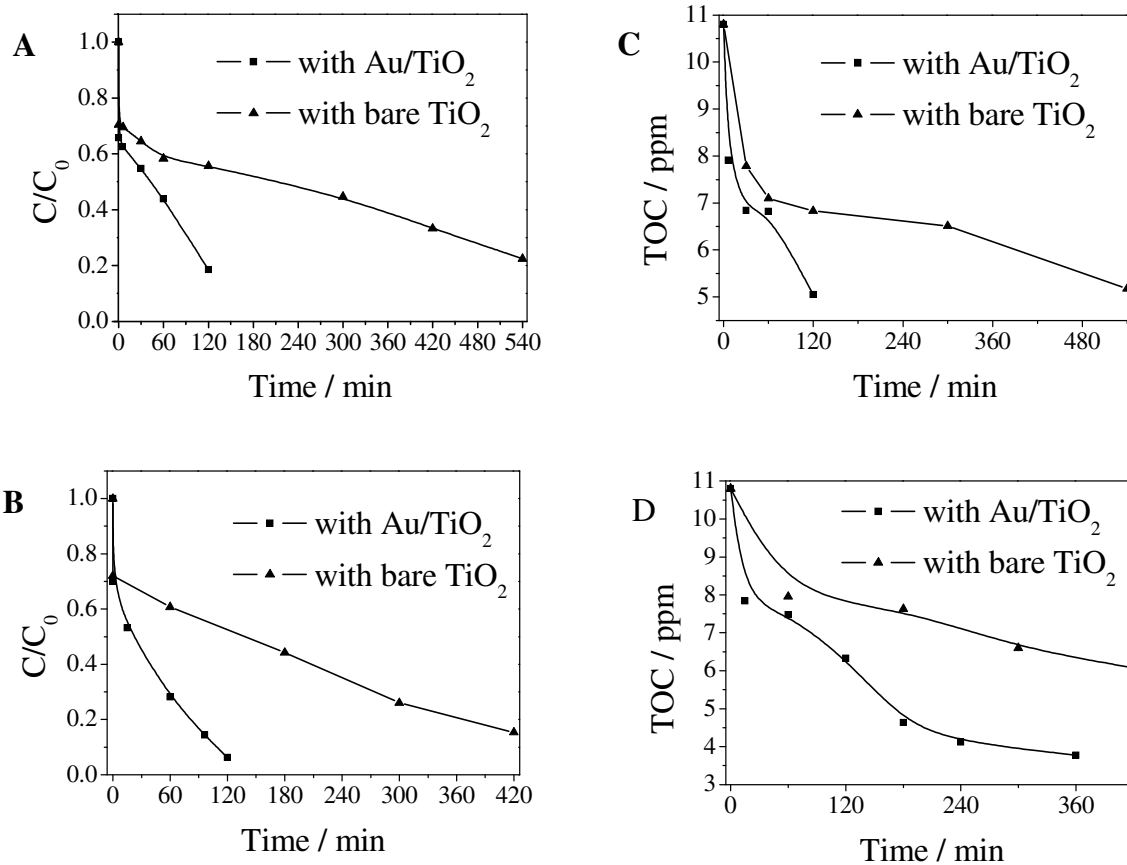 A
1.0
0.8
0.6
0.4
0.2
0.0
C/C₀
with Au/TiO₂
with bare TiO₂
0 60 120 180 240 300 360 420 480 540
Time / min
C
11
10
9
8
7
6
5
TOC / ppm
with Au/TiO₂
with bare TiO₂
0 120 240 360 480
Time / min
B
1.0
0.8
0.6
0.4
0.2
0.0
C/C₀
with Au/TiO₂
with bare TiO₂
0 60 120 180 240 300 360 420
Time / min
D
11
10
9
8
7
6
5
4
3
TOC / ppm
with Au/TiO₂
with bare TiO₂
0 120 240 360
Time / min